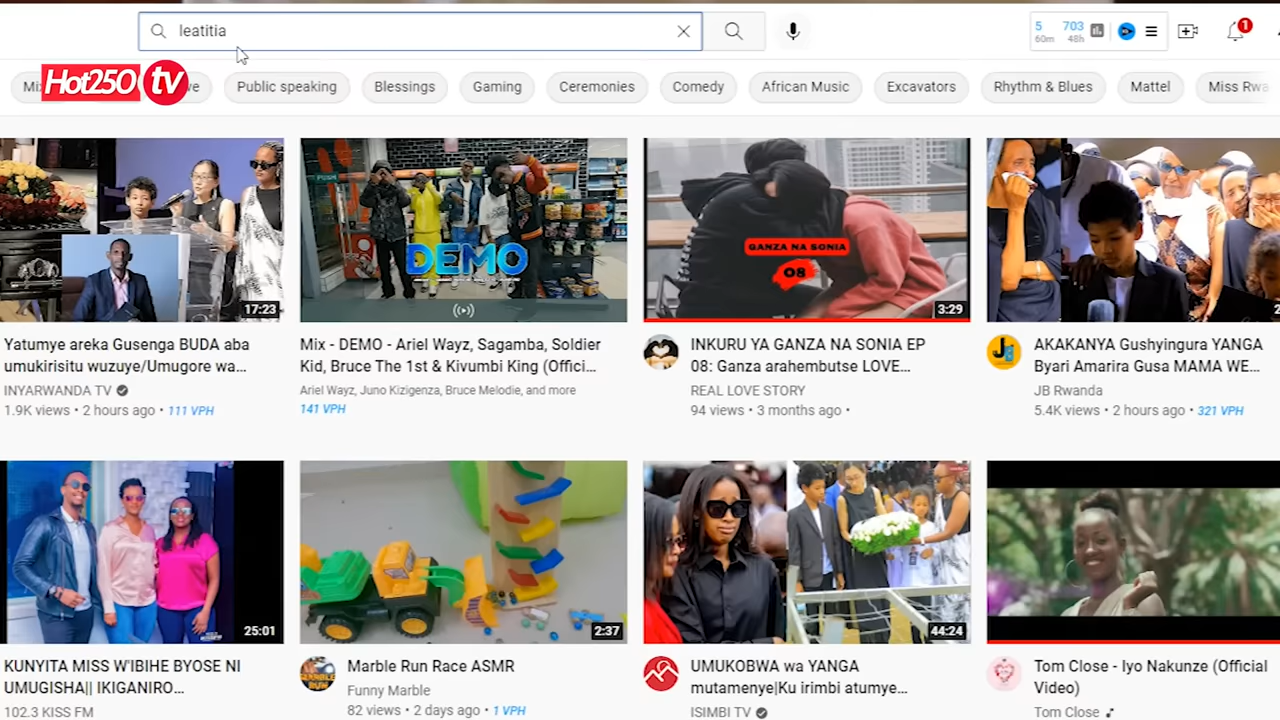 leatitia
5
60m
703
48h
1
Mix
ve
Hot250 tv
Public speaking
Blessings
Gaming
Ceremonies
Comedy
African Music
Excavators
Rhythm & Blues
Mattel
Miss Rwa
17:23
DEMO
GANZA NA SONIA
08
3:29
Yatumye areka Gusenga BUDA aba
umukirisitu wuzuye/Umugore wa...
INYARWANDA TV
1.9K views • 2 hours ago • 111 VPH
Mix - DEMO - Ariel Wayz, Sagamba, Soldier
Kid, Bruce The 1st & Kivumbi King (Offici...
Ariel Wayz, Juno Kizigenza, Bruce Melodie, and more
141 VPH
INKURU YA GANZA NA SONIA EP
08: Ganza arahembutse LOVE...
REAL LOVE STORY
94 views • 3 months ago •
AKAKANYA Gushyingura YANGA
Byari Amarira Gusa MAMA WE...
JB Rwanda
5.4K views • 2 hours ago • 321 VPH
25:01
2:37
44:24
KUNYITA MISS W'IBIHE BYOSE NI
UMUGISHA|| IKIGANIRO...
102.3 KISS FM
Marble Run Race ASMR
Funny Marble
82 views • 2 days ago • 1 VPH
UMUKOBWA wa YANGA
mutamenye|Ku irimbi atumye...
ISIMBI TV
Tom Close - Iyo Nakunze (Official
Video)
Tom Close